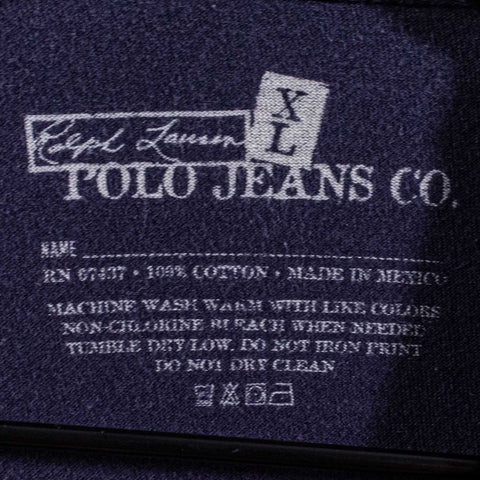 Ralph Lauren
XL
POLO JEANS CO.
NAME
RN 67437 • 100% COTTON • MADE IN MEXICO
MACHINE WASH WARM WITH LIKE COLORS
NON-CHLORINE BLEACH WHEN NEEDED
TUMBLE DRY LOW. DO NOT IRON PRINT
DO NOT DRY CLEAN